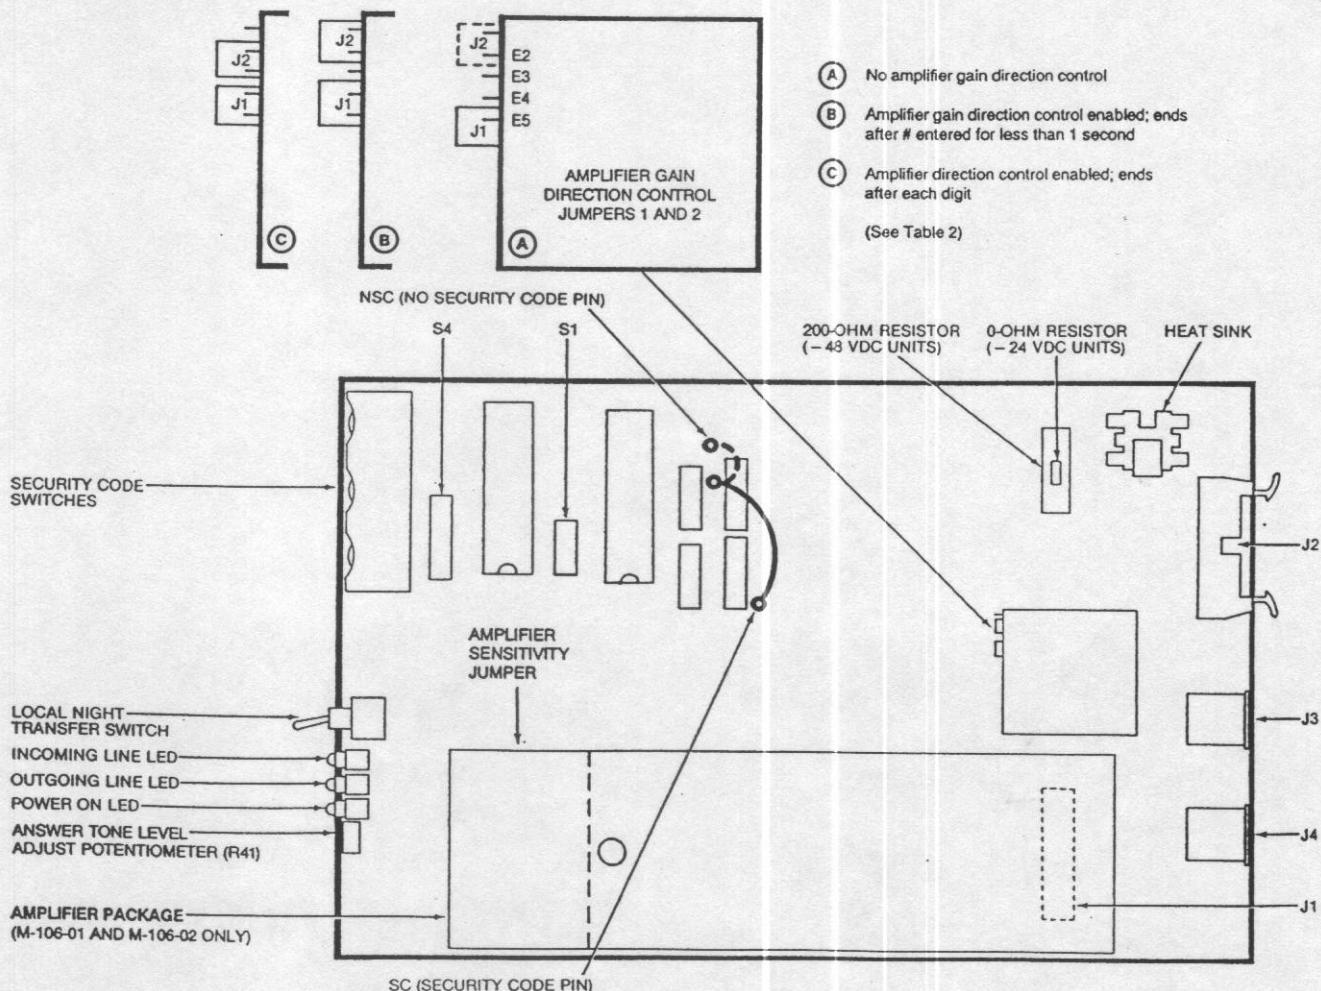 J2
J1
C
J2
J1
B
J2
E2
E3
E4
J1
E5
AMPLIFIER GAIN
DIRECTION CONTROL
JUMPERS 1 AND 2
A
A No amplifier gain direction control
B Amplifier gain direction control enabled; ends
after # entered for less than 1 second
C Amplifier direction control enabled; ends
after each digit
(See Table 2)
NSC (NO SECURITY CODE PIN)
S4
S1
200-OHM RESISTOR
(–48 VDC UNITS)
0-OHM RESISTOR
(–24 VDC UNITS)
HEAT SINK
SECURITY CODE
SWITCHES
J2
AMPLIFIER
SENSITIVITY
JUMPER
LOCAL NIGHT
TRANSFER SWITCH
J3
INCOMING LINE LED
OUTGOING LINE LED
POWER ON LED
ANSWER TONE LEVEL
ADJUST POTENTIOMETER (R41)
J4
AMPLIFIER PACKAGE
(M-106-01 AND M-106-02 ONLY)
J1
SC (SECURITY CODE PIN)